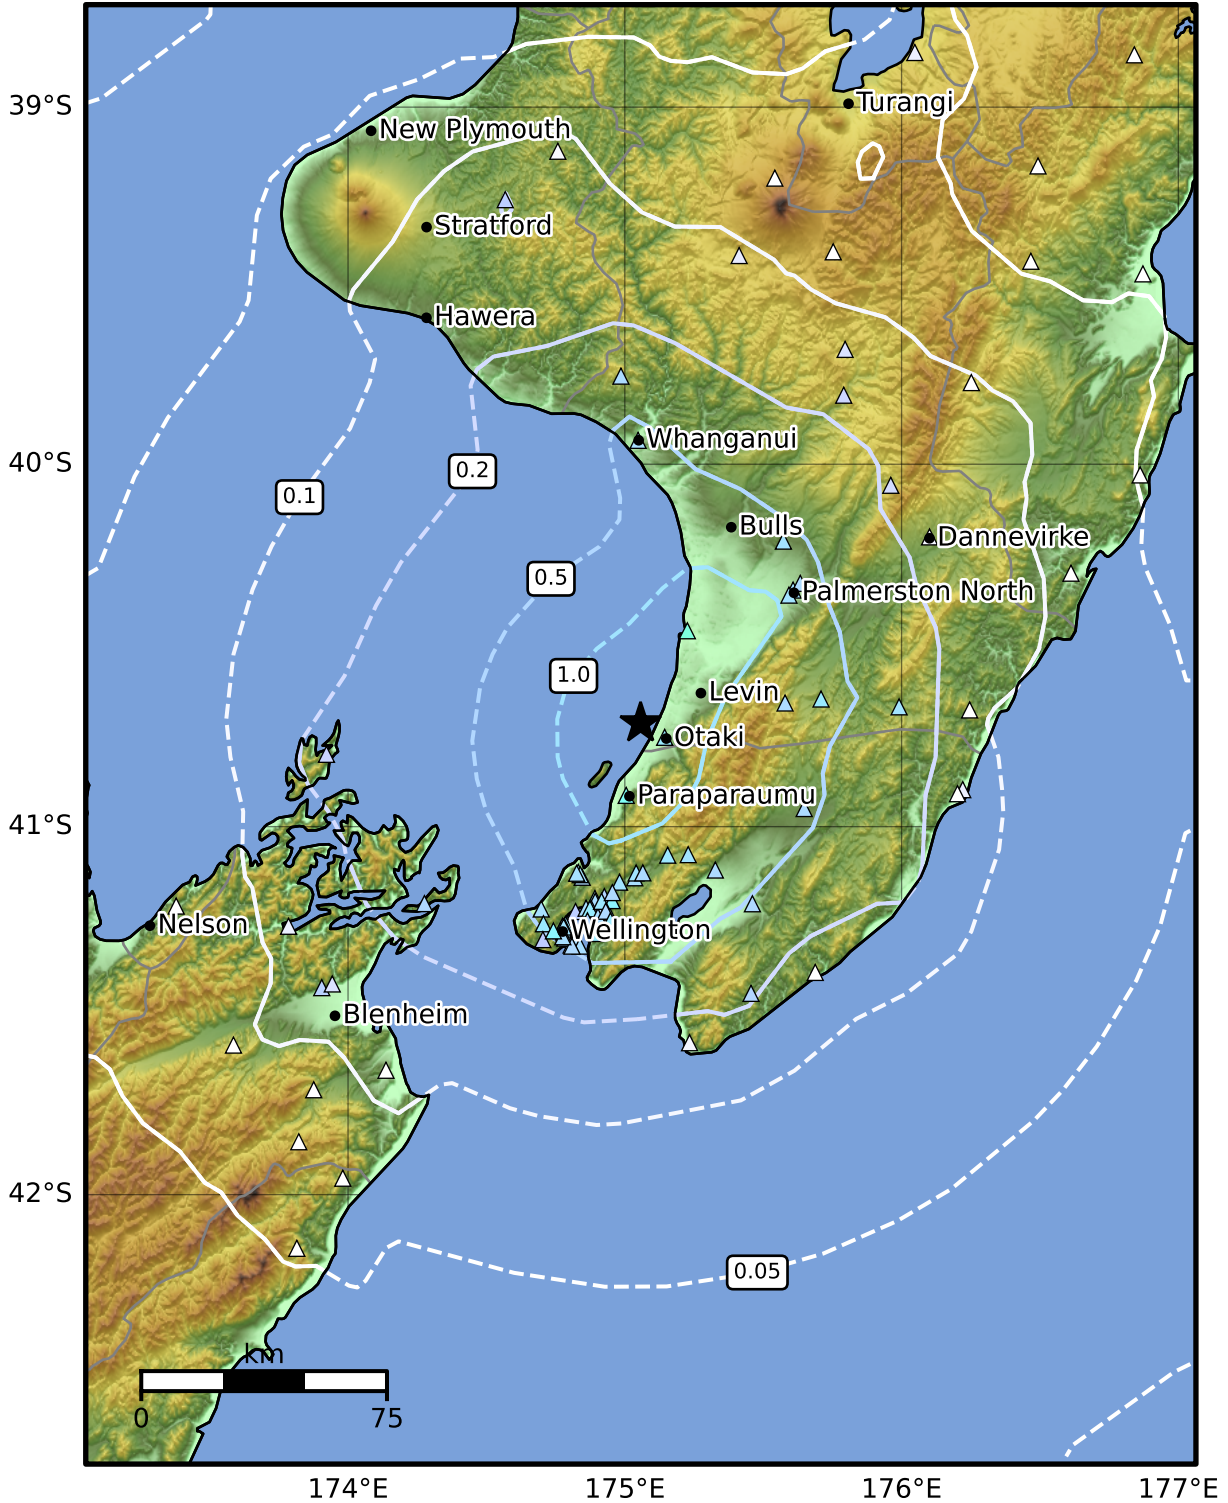 39°S
Turangi
New Plymouth
Stratford
Hawera
Whanganui
40°S
0.2
0.1
Bulls
Dannevirke
0.5
Palmerston North
1.0
Levin
Otaki
Paraparaumu
41°S
Nelson
Wellington
Blenheim
42°S
0.05
km
0
75
174°E
175°E
176°E
177°E